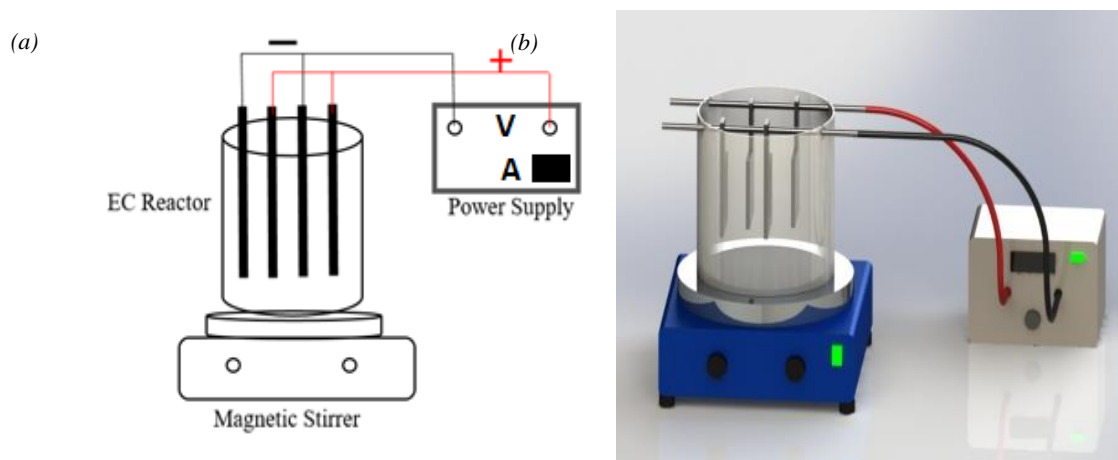 (a)
(b)
−
+
V
A
EC Reactor
Power Supply
Magnetic Stirrer